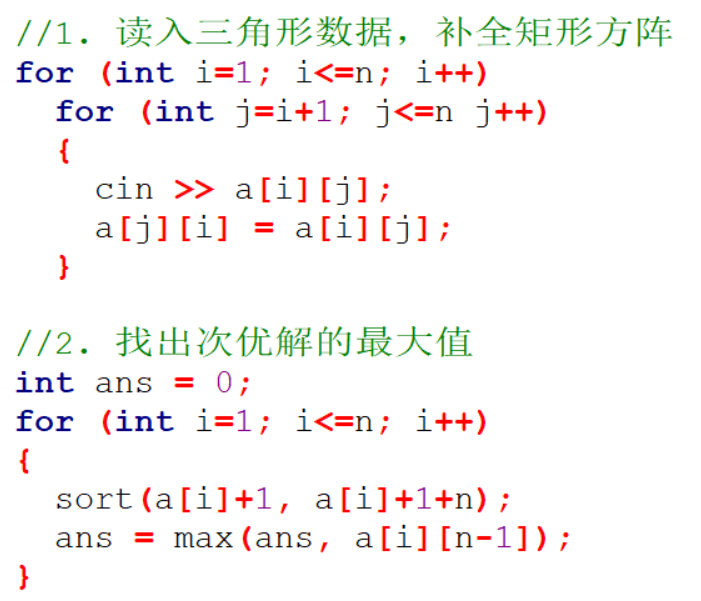 //1. 读入三角形数据，补全矩形方阵
for (int i=1; i<=n; i++)
for (int j=i+1; j<=n j++)
{
cin >> a[i][j];
a[j][i] = a[i][j];
}
//2. 找出次优解的最大值
int ans = 0;
for (int i=1; i<=n; i++)
{
sort(a[i]+1, a[i]+1+n);
ans = max(ans, a[i][n-1]);
}